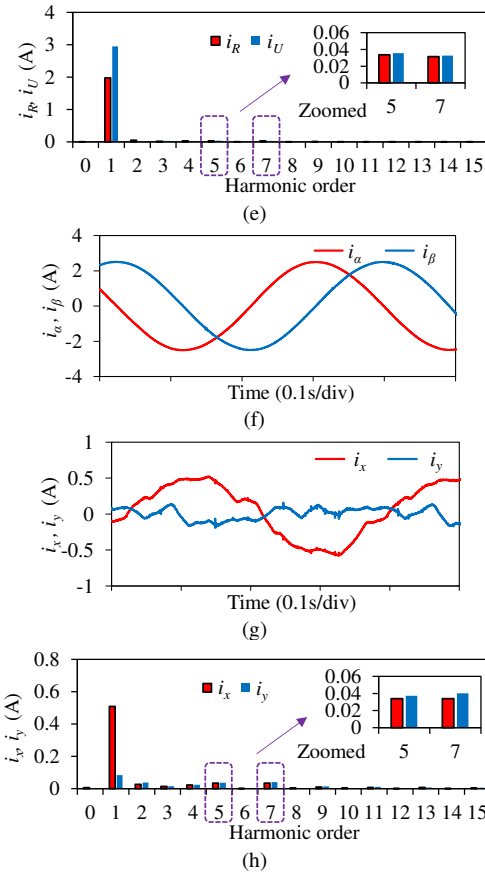 i_R, i_U (A)
4
3
2
1
0
i_R i_U
0.06
0.04
0.02
0
Zoomed 5 7
0 1 2 3 4 5 6 7 8 9 10 11 12 13 14 15
Harmonic order
(e)
i_α, i_β (A)
4
2
0
-2
-4
i_α i_β
Time (0.1s/div)
(f)
i_x, i_y (A)
1
0.5
0
-0.5
-1
i_x i_y
Time (0.1s/div)
(g)
i_x, i_y (A)
0.8
0.6
0.4
0.2
0
i_x i_y
0.06
0.04
0.02
0
Zoomed 5 7
0 1 2 3 4 5 6 7 8 9 10 11 12 13 14 15
Harmonic order
(h)